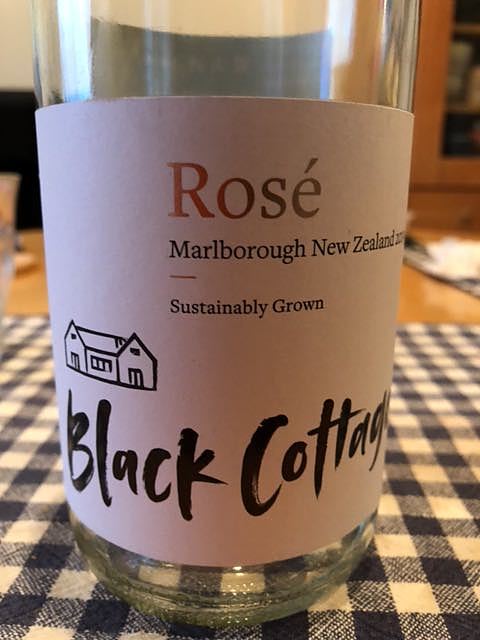 Rosé
Marlborough New Zealand
Sustainably Grown
Black Cottage